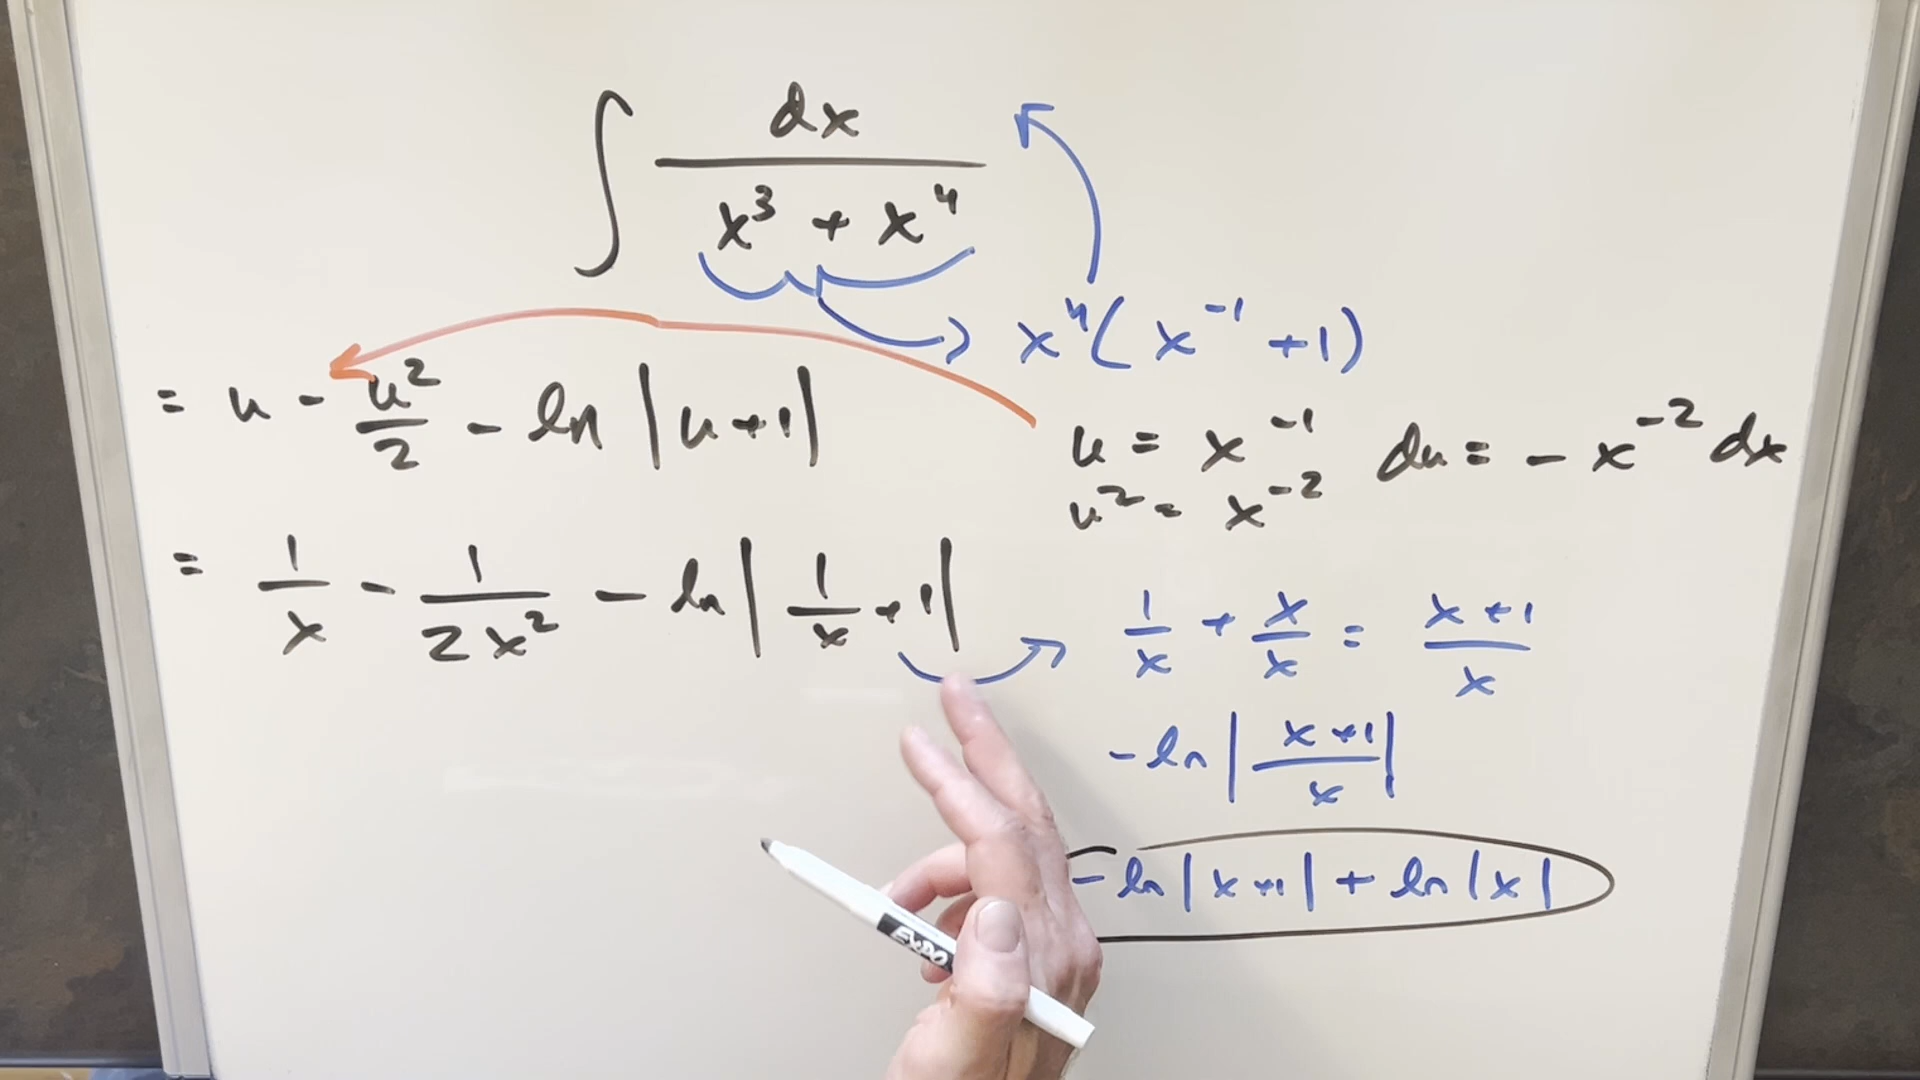 ∫ dx / (x³ + x⁴)
x⁴(x⁻¹ + 1)
= u - u²/2 - ln |u+1|
u = x⁻¹ du = - x⁻² dx
u² = x⁻²
= 1/x - 1/2x² - ln | 1/x + 1|
1/x + x/x = x+1/x
- ln | x+1/x |
- ln |x+1| + ln |x|
EXPO